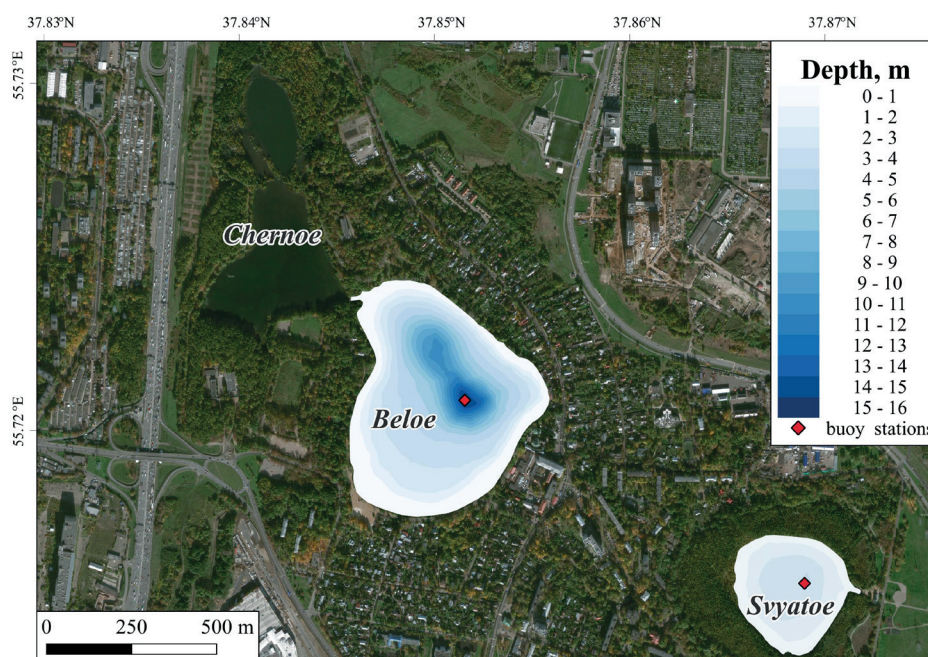 37.83°N 37.84°N 37.85°N 37.86°N 37.87°N
55.73°E
55.72°E
Depth, m
0 - 1
1 - 2
2 - 3
3 - 4
4 - 5
5 - 6
6 - 7
7 - 8
8 - 9
9 - 10
10 - 11
11 - 12
12 - 13
13 - 14
14 - 15
15 - 16
buoy stations
Chernoe
Beloe
Svyatoe
0 250 500 m